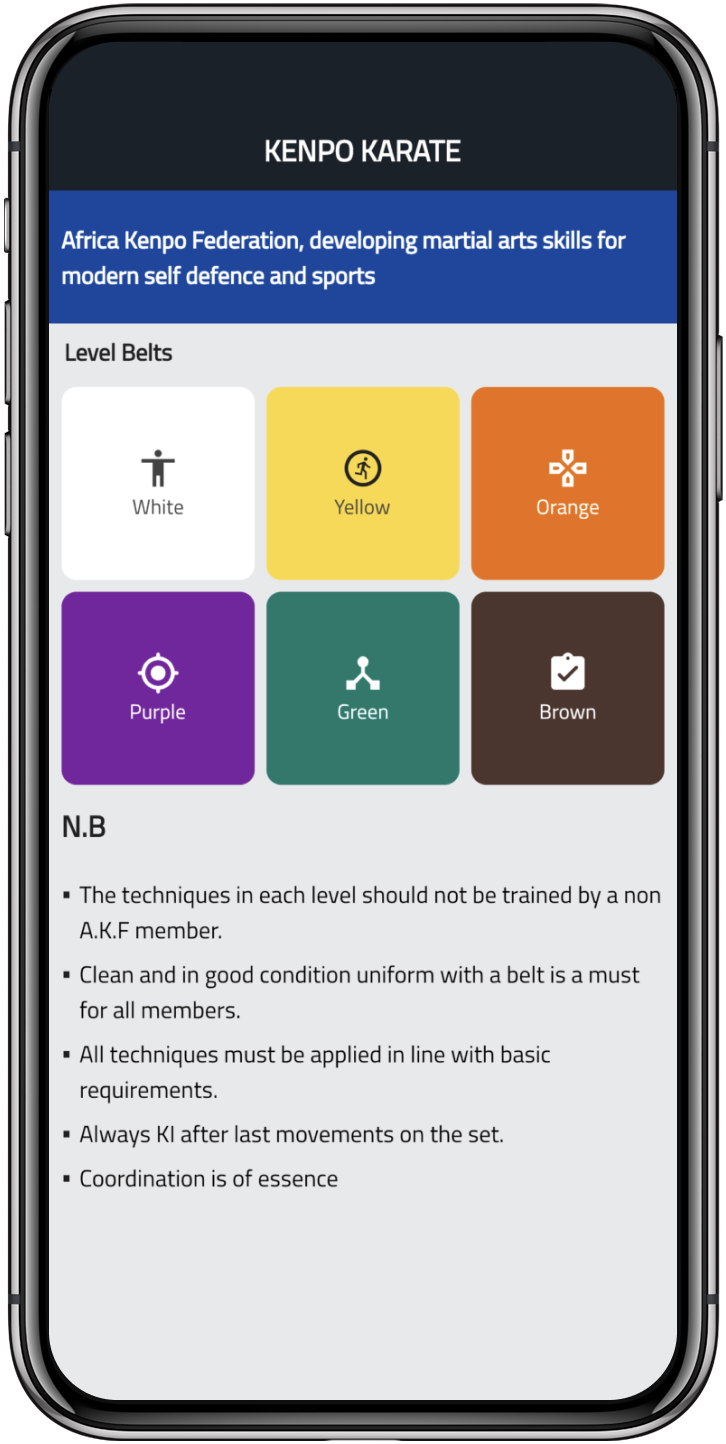 KENPO KARATE
Africa Kenpo Federation, developing martial arts skills for
modern self defence and sports
Level Belts
White
Yellow
Orange
Purple
Green
Brown
N.B
▪ The techniques in each level should not be trained by a non
A.K.F member.
▪ Clean and in good condition uniform with a belt is a must
for all members.
▪ All techniques must be applied in line with basic
requirements.
▪ Always KI after last movements on the set.
▪ Coordination is of essence